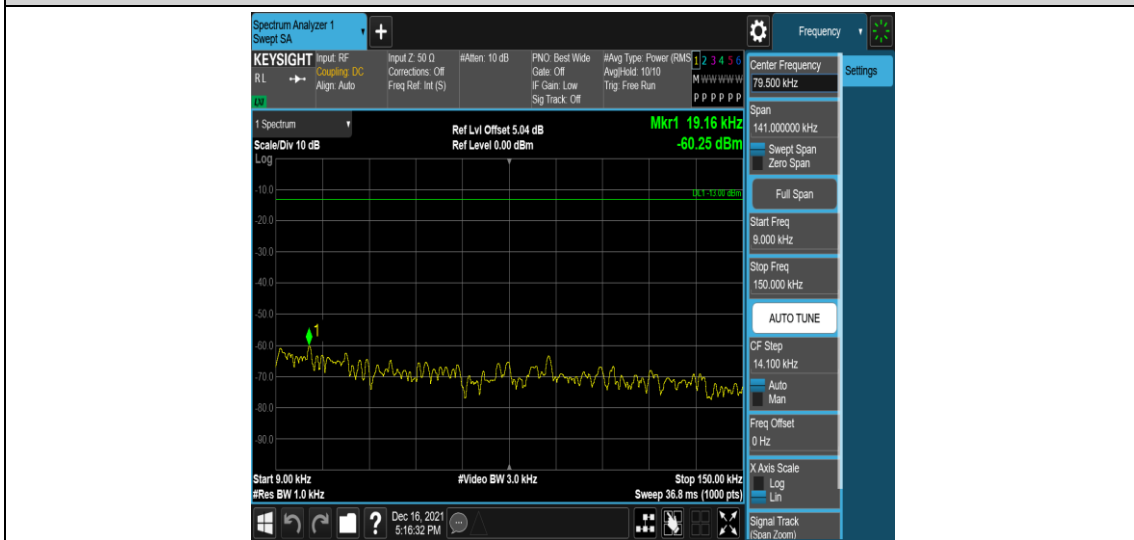 Spectrum Analyzer 1
Swept SA
+
Frequency
KEYSIGHT
RL
LXI
Input: RF
Coupling: DC
Align: Auto
Input Z: 50 Ω
Corrections: Off
Freq Ref: Int (S)
#Atten: 10 dB
PNO: Best Wide
Gate: Off
IF Gain: Low
Sig Track: Off
#Avg Type: Power (RMS
Avg|Hold: 10/10
Trig: Free Run
1 2 3 4 5 6
M W W W W W
P P P P P P
1 Spectrum
Scale/Div 10 dB
Log
Ref Lvl Offset 5.04 dB
Ref Level 0.00 dBm
Mkr1 19.16 kHz
-60.25 dBm
DL1 -13.00 dBm
-10.0
-20.0
-30.0
-40.0
-50.0
-60.0
-70.0
-80.0
-90.0
1
Start 9.00 kHz
#Res BW 1.0 kHz
#Video BW 3.0 kHz
Stop 150.00 kHz
Sweep 36.8 ms (1000 pts)
Center Frequency
79.500 kHz
Settings
Span
141.000000 kHz
Swept Span
Zero Span
Full Span
Start Freq
9.000 kHz
Stop Freq
150.000 kHz
AUTO TUNE
CF Step
14.100 kHz
Auto
Man
Freq Offset
0 Hz
X Axis Scale
Log
Lin
Signal Track
(Span Zoom)
?
Dec 16, 2021
5:16:32 PM